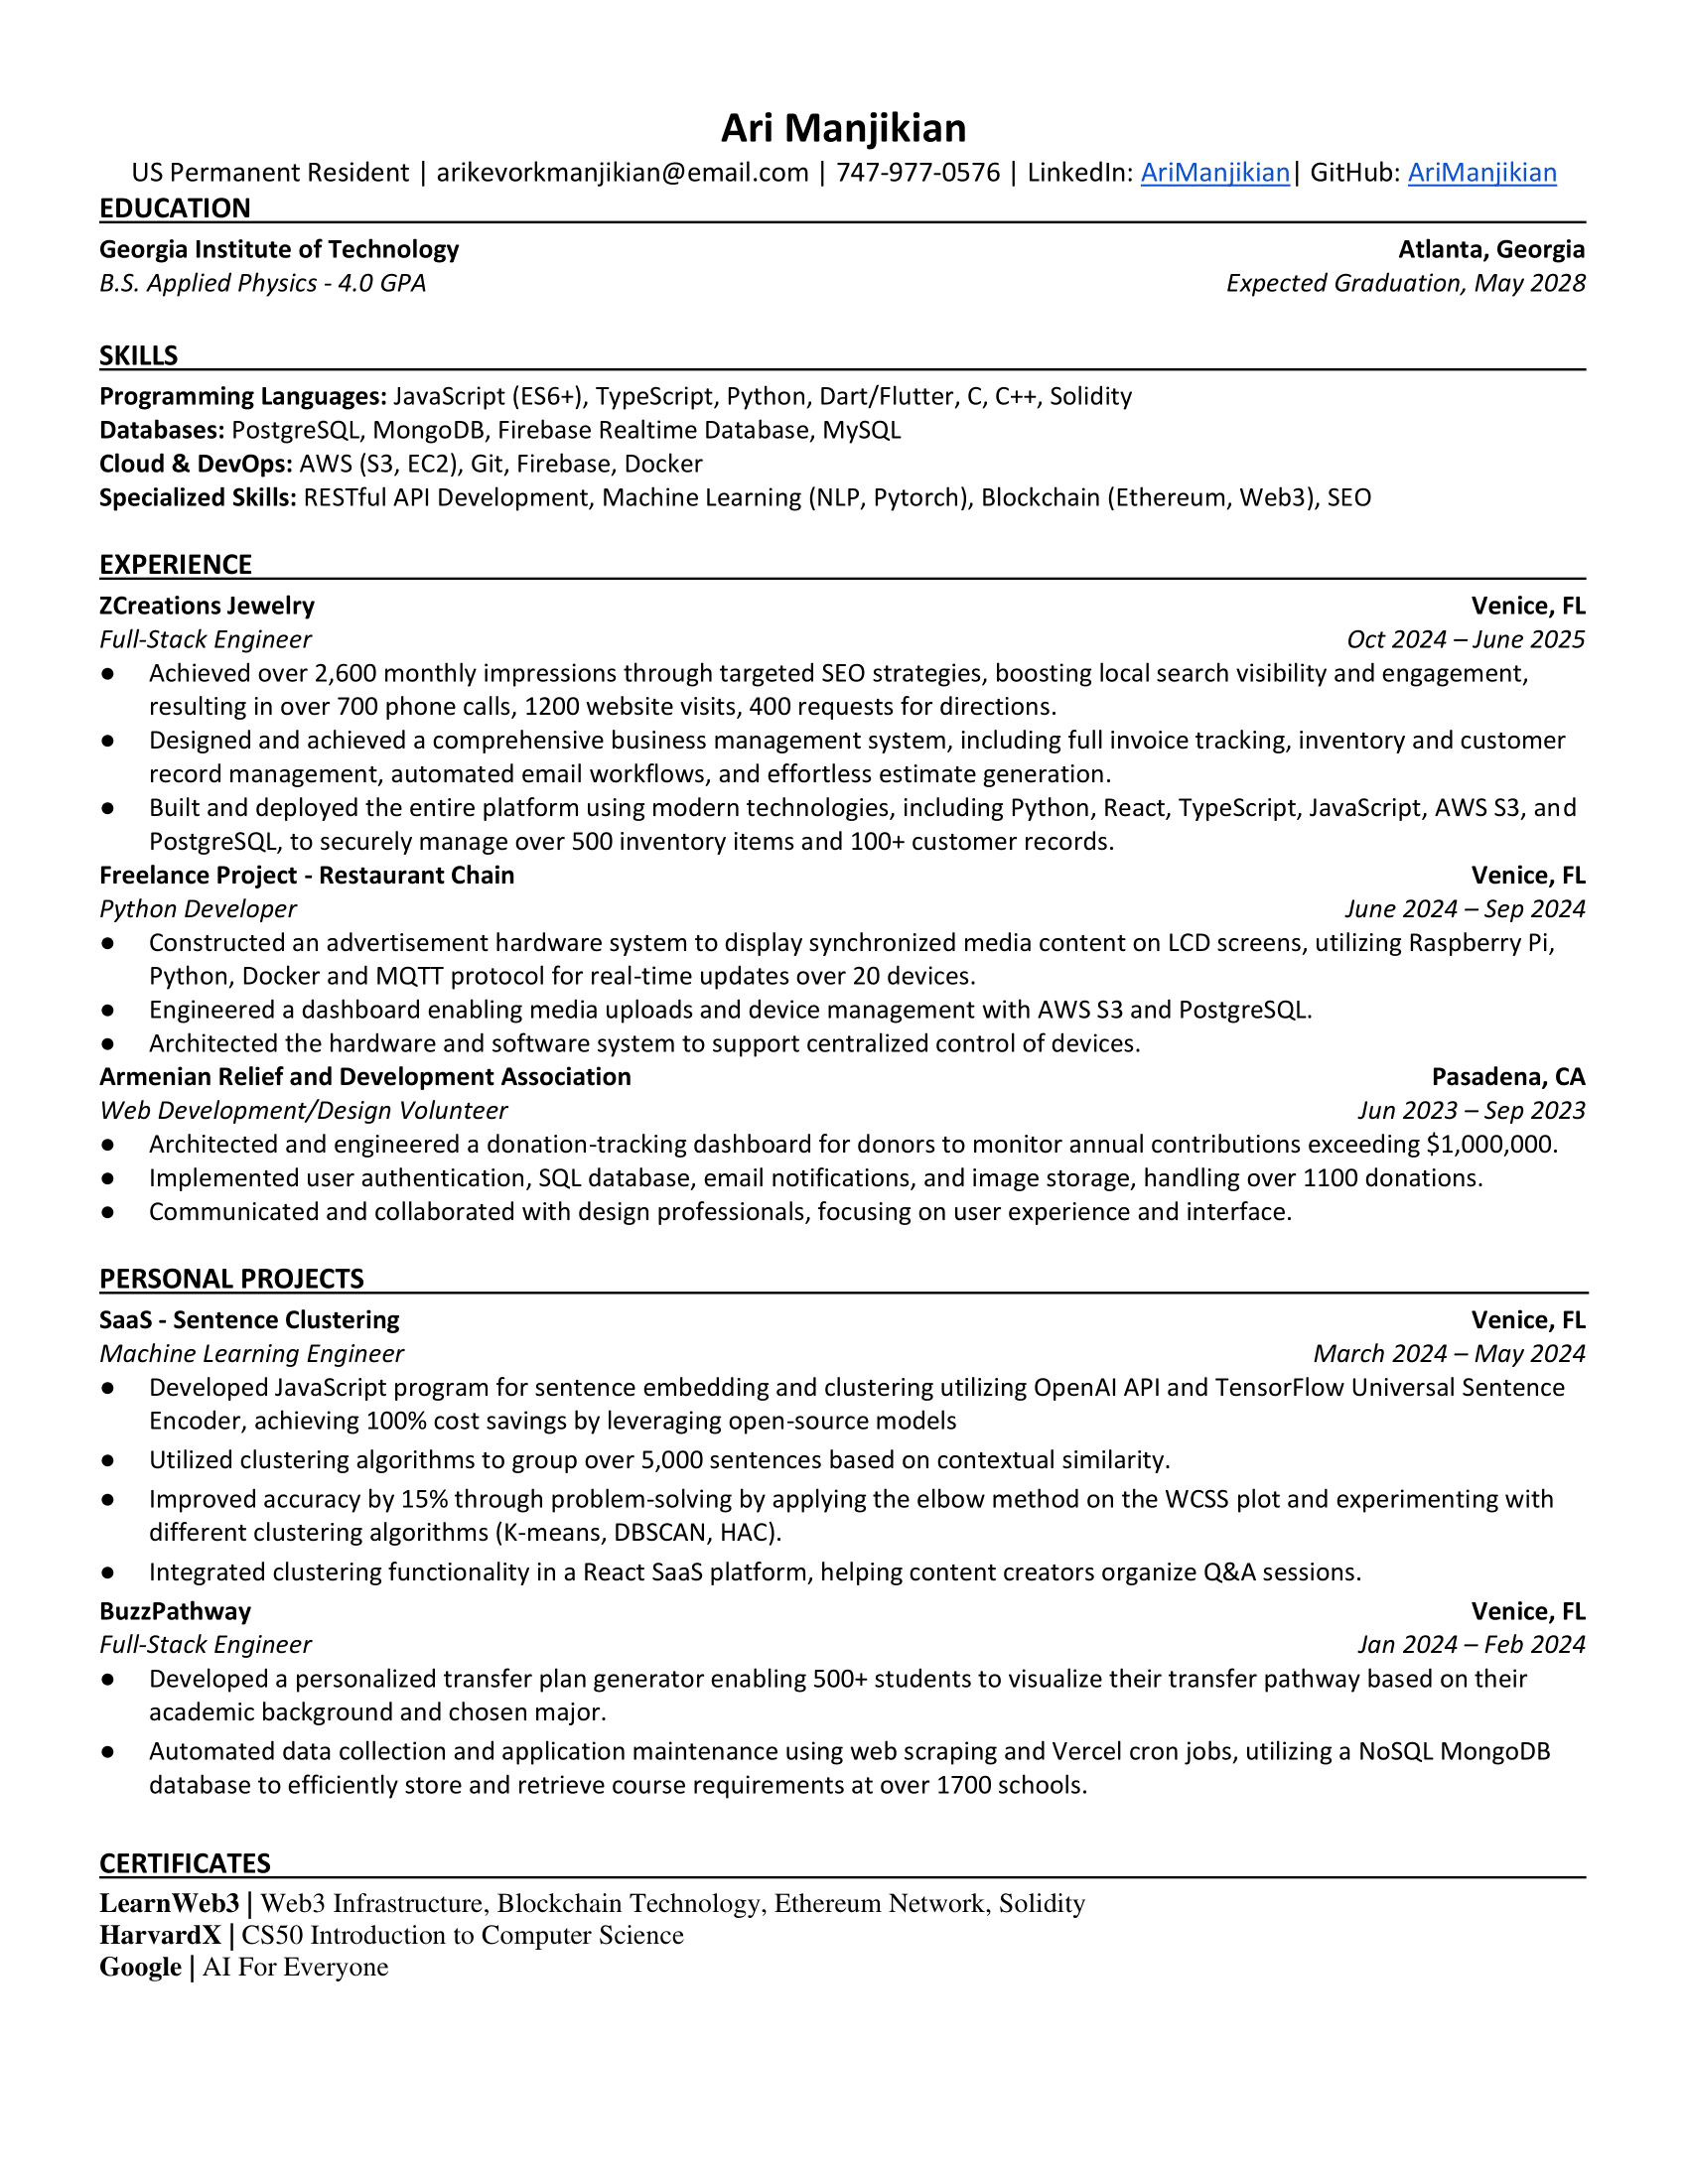 Ari Manjikian
US Permanent Resident | arikevorkmanjikian@email.com | 747-977-0576 | LinkedIn: AriManjikian| GitHub: AriManjikian
EDUCATION
Georgia Institute of Technology Atlanta, Georgia
B.S. Applied Physics - 4.0 GPA Expected Graduation, May 2028
SKILLS
Programming Languages: JavaScript (ES6+), TypeScript, Python, Dart/Flutter, C, C++, Solidity
Databases: PostgreSQL, MongoDB, Firebase Realtime Database, MySQL
Cloud & DevOps: AWS (S3, EC2), Git, Firebase, Docker
Specialized Skills: RESTful API Development, Machine Learning (NLP, Pytorch), Blockchain (Ethereum, Web3), SEO
EXPERIENCE
ZCreations Jewelry Venice, FL
Full-Stack Engineer Oct 2024 – June 2025
● Achieved over 2,600 monthly impressions through targeted SEO strategies, boosting local search visibility and engagement,
resulting in over 700 phone calls, 1200 website visits, 400 requests for directions.
● Designed and achieved a comprehensive business management system, including full invoice tracking, inventory and customer
record management, automated email workflows, and effortless estimate generation.
● Built and deployed the entire platform using modern technologies, including Python, React, TypeScript, JavaScript, AWS S3, and
PostgreSQL, to securely manage over 500 inventory items and 100+ customer records.
Freelance Project - Restaurant Chain Venice, FL
Python Developer June 2024 – Sep 2024
● Constructed an advertisement hardware system to display synchronized media content on LCD screens, utilizing Raspberry Pi,
Python, Docker and MQTT protocol for real-time updates over 20 devices.
● Engineered a dashboard enabling media uploads and device management with AWS S3 and PostgreSQL.
● Architected the hardware and software system to support centralized control of devices.
Armenian Relief and Development Association Pasadena, CA
Web Development/Design Volunteer Jun 2023 – Sep 2023
● Architected and engineered a donation-tracking dashboard for donors to monitor annual contributions exceeding $1,000,000.
● Implemented user authentication, SQL database, email notifications, and image storage, handling over 1100 donations.
● Communicated and collaborated with design professionals, focusing on user experience and interface.
PERSONAL PROJECTS
SaaS - Sentence Clustering Venice, FL
Machine Learning Engineer March 2024 – May 2024
● Developed JavaScript program for sentence embedding and clustering utilizing OpenAI API and TensorFlow Universal Sentence
Encoder, achieving 100% cost savings by leveraging open-source models
● Utilized clustering algorithms to group over 5,000 sentences based on contextual similarity.
● Improved accuracy by 15% through problem-solving by applying the elbow method on the WCSS plot and experimenting with
different clustering algorithms (K-means, DBSCAN, HAC).
● Integrated clustering functionality in a React SaaS platform, helping content creators organize Q&A sessions.
BuzzPathway Venice, FL
Full-Stack Engineer Jan 2024 – Feb 2024
● Developed a personalized transfer plan generator enabling 500+ students to visualize their transfer pathway based on their
academic background and chosen major.
● Automated data collection and application maintenance using web scraping and Vercel cron jobs, utilizing a NoSQL MongoDB
database to efficiently store and retrieve course requirements at over 1700 schools.
CERTIFICATES
LearnWeb3 | Web3 Infrastructure, Blockchain Technology, Ethereum Network, Solidity
HarvardX | CS50 Introduction to Computer Science
Google | AI For Everyone